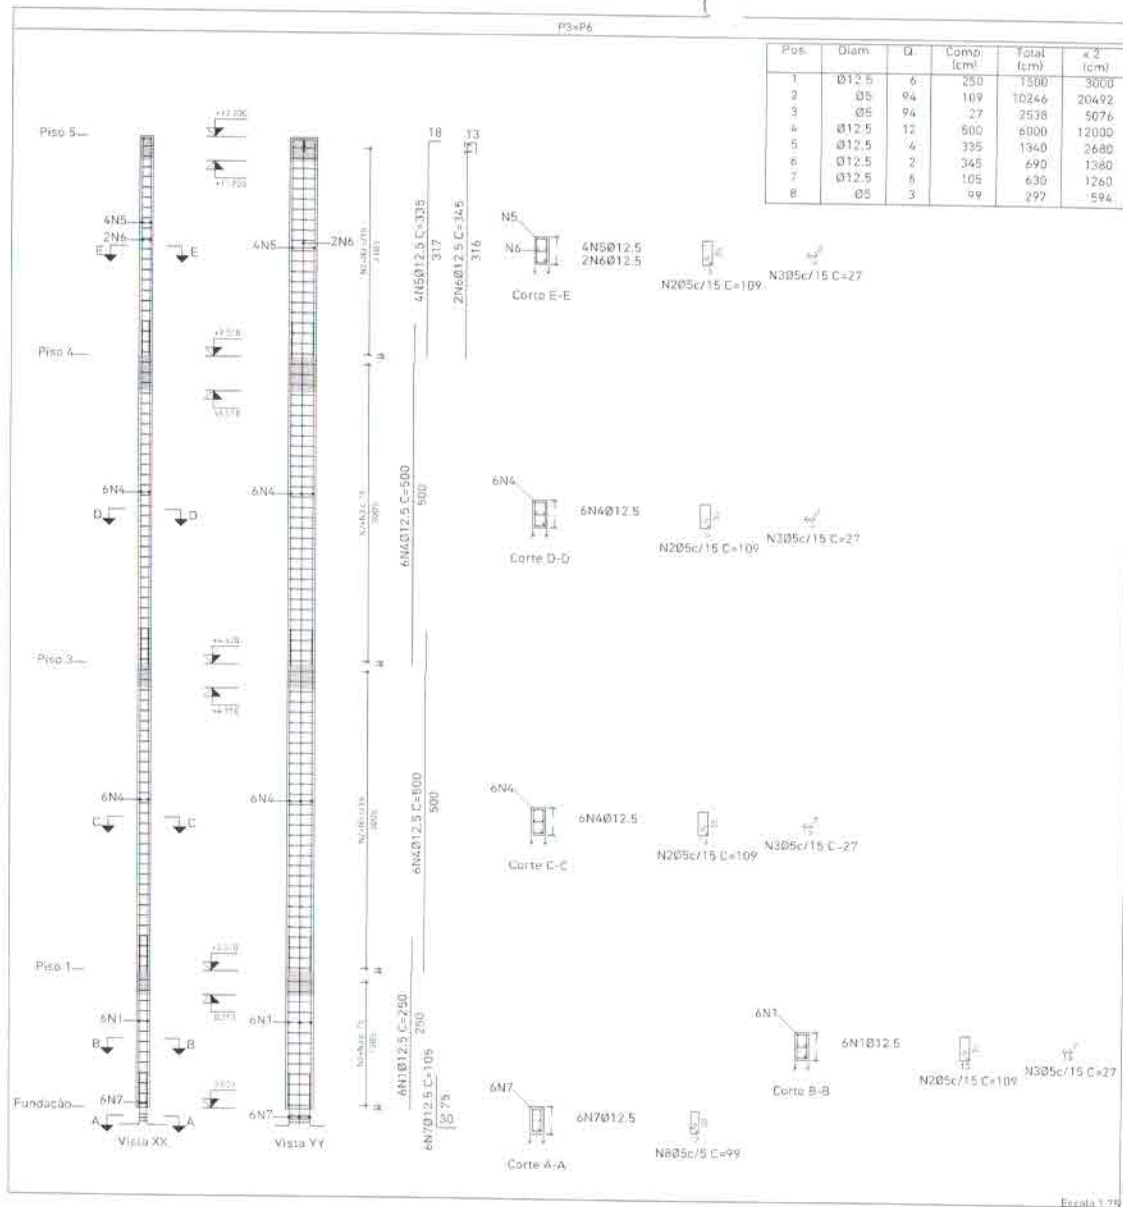 P3=P6
Pos. Diam. Q. Comp. (cm) Total (cm) x 2 (cm)
1 Ø12.5 6 250 1500 3000
2 Ø5 94 109 10246 20492
3 Ø5 94 27 2538 5076
4 Ø12.5 12 500 6000 12000
5 Ø12.5 4 335 1340 2680
6 Ø12.5 2 345 690 1380
7 Ø12.5 6 105 630 1260
8 Ø5 3 99 297 594
Piso 5
4N5
2N6
E E
4N5
2N6
18
13
4N5Ø12.5 C=335
317
2N6Ø12.5 C=345
316
N5
N6
4N5Ø12.5
2N6Ø12.5
Corte E-E
N2Ø5c/15 C=109
N3Ø5c/15 C=27
Piso 4
6N4
6N4
D D
6N4Ø12.5 C=500
500
6N4
6N4Ø12.5
Corte D-D
N2Ø5c/15 C=109
N3Ø5c/15 C=27
Piso 3
6N4
6N4
C C
6N4Ø12.5 C=500
500
6N4
6N4Ø12.5
Corte C-C
N2Ø5c/15 C=109
N3Ø5c/15 C=27
Piso 1
6N1
6N1
B B
6N1Ø12.5 C=250
250
6N1
6N1Ø12.5
Corte B-B
N2Ø5c/15 C=109
N3Ø5c/15 C=27
Fundação
6N7
6N7
A A
Vista XX
Vista YY
6N7Ø12.5 C=105
75
30
6N7
6N7Ø12.5
Corte A-A
N8Ø5c/5 C=99
Escala 1:75